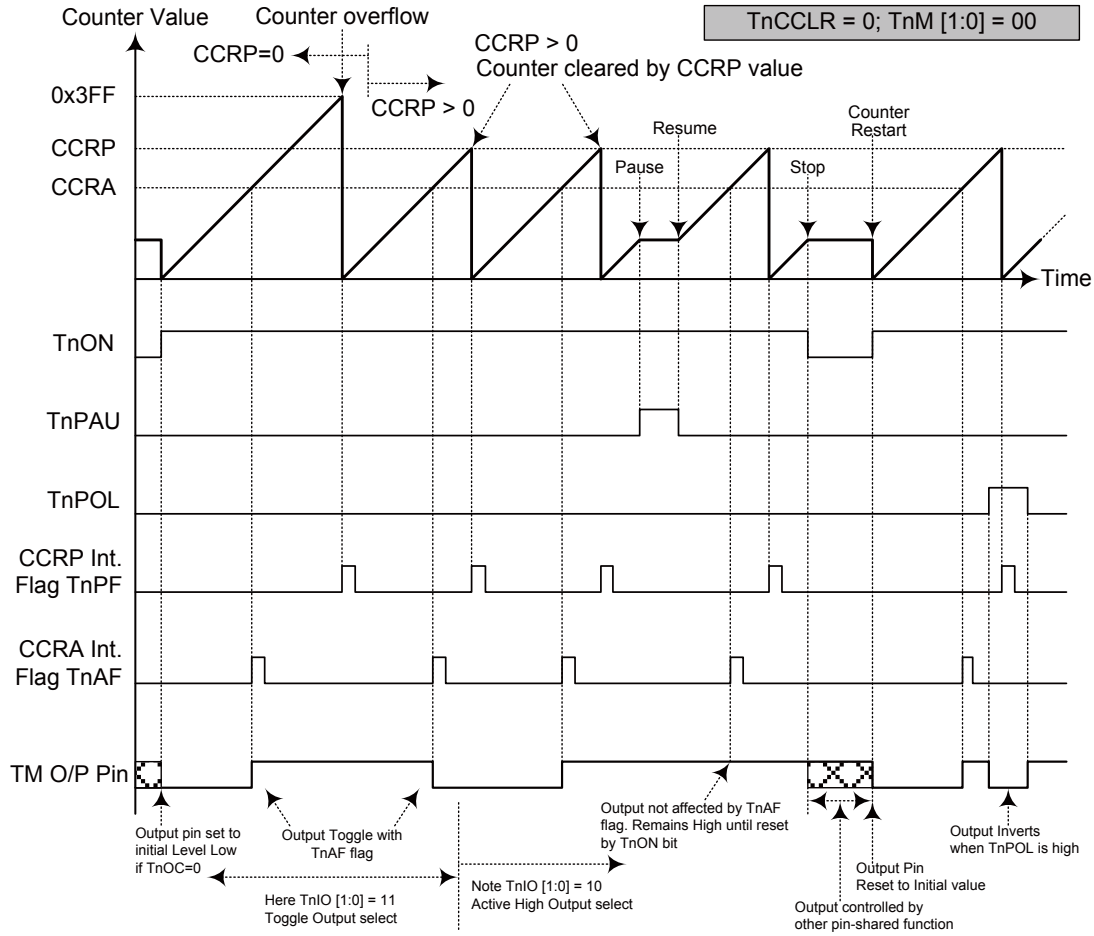 Counter Value
Counter overflow
TnCCLR = 0; TnM [1:0] = 00
CCRP=0
CCRP > 0
CCRP > 0
Counter cleared by CCRP value
0x3FF
CCRP
CCRA
Pause
Resume
Stop
Counter
Restart
Time
TnON
TnPAU
TnPOL
CCRP Int.
Flag TnPF
CCRA Int.
Flag TnAF
TM O/P Pin
Output pin set to
initial Level Low
if TnOC=0
Output Toggle with
TnAF flag
Output not affected by TnAF
flag. Remains High until reset
by TnON bit
Output Inverts
when TnPOL is high
Output Pin
Reset to Initial value
Here TnIO [1:0] = 11
Toggle Output select
Note TnIO [1:0] = 10
Active High Output select
Output controlled by
other pin-shared function